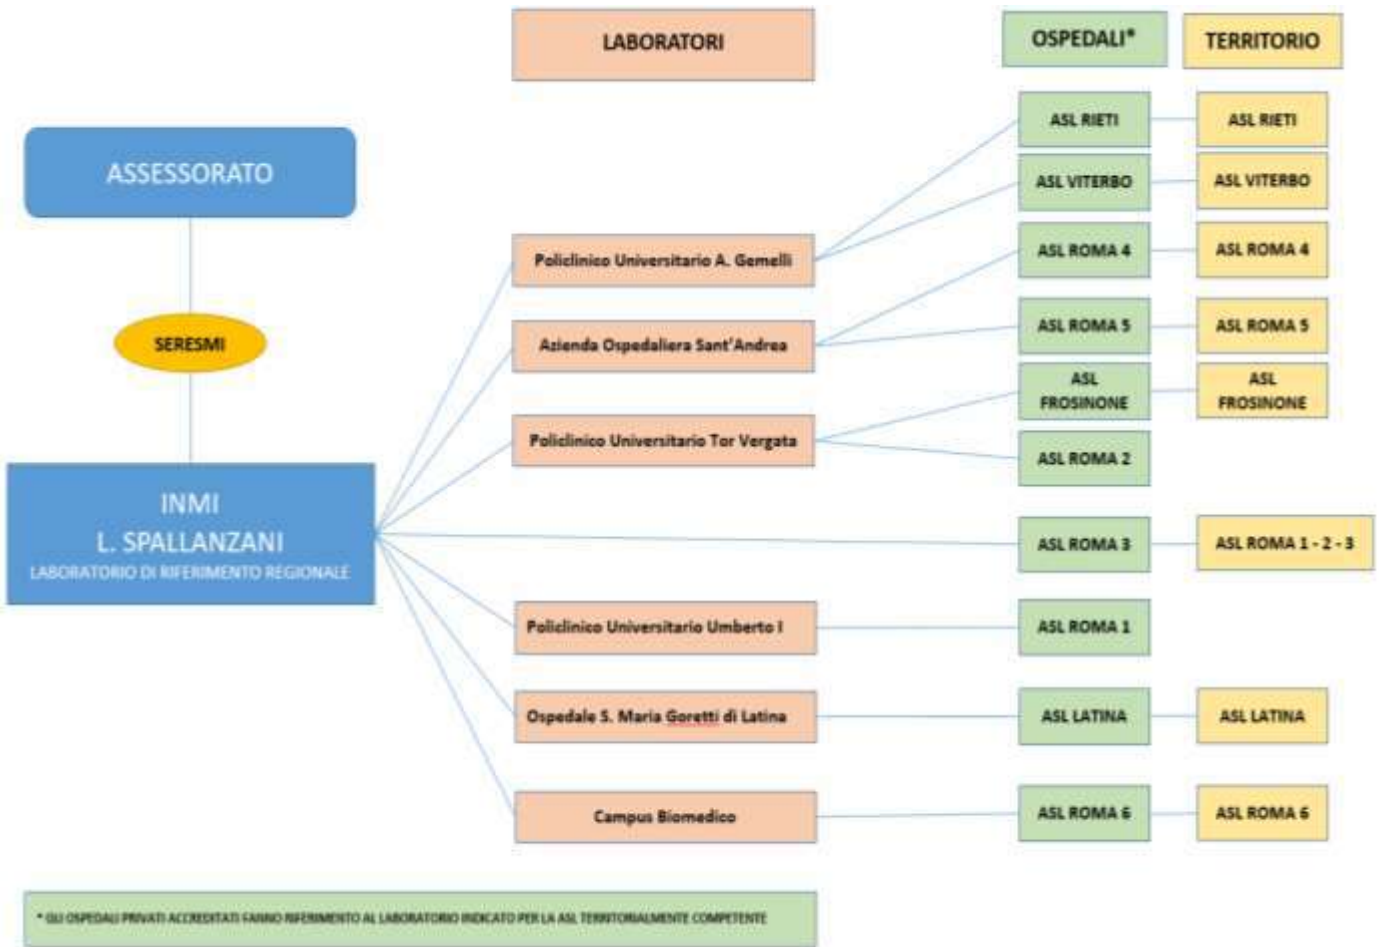 LABORATORI
OSPEDALI*
TERRITORIO
ASSESSORATO
SERESMI
INMI
L. SPALLANZANI
LABORATORIO DI RIFERIMENTO REGIONALE
Policlinico Universitario A. Gemelli
Azienda Ospedaliera Sant'Andrea
Policlinico Universitario Tor Vergata
Policlinico Universitario Umberto I
Ospedale S. Maria Goretti di Latina
Campus Biomedico
ASL RIETI
ASL RIETI
ASL VITERBO
ASL VITERBO
ASL ROMA 4
ASL ROMA 4
ASL ROMA 5
ASL ROMA 5
ASL
FROSINONE
ASL
FROSINONE
ASL ROMA 2
ASL ROMA 3
ASL ROMA 1 - 2 - 3
ASL ROMA 1
ASL LATINA
ASL LATINA
ASL ROMA 6
ASL ROMA 6
* GLI OSPEDALI PRIVATI ACCREDITATI FANNO RIFERIMENTO AL LABORATORIO INDICATO PER LA ASL TERRITORIALMENTE COMPETENTE